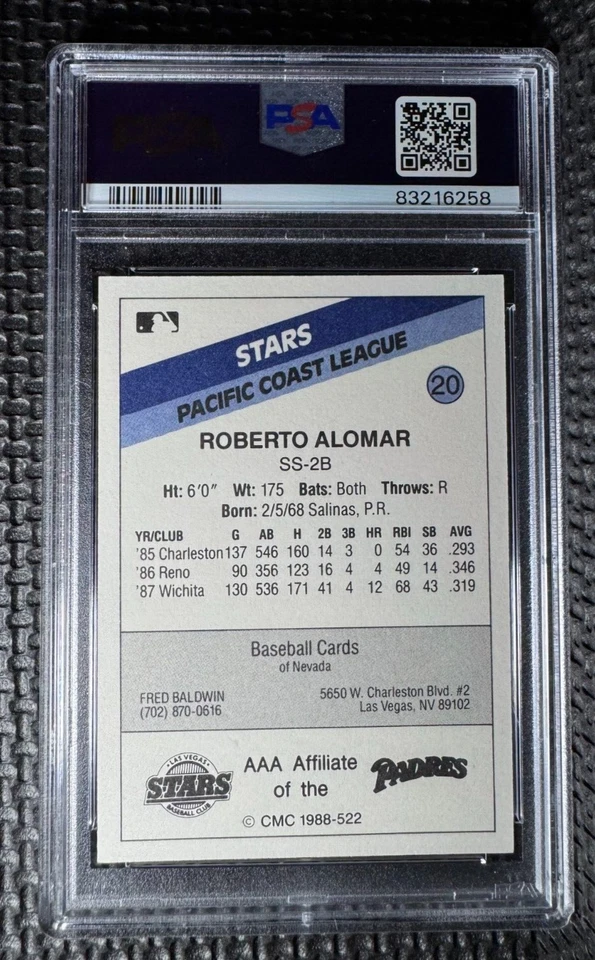 PSA
83216258
STARS
PACIFIC COAST LEAGUE
20
ROBERTO ALOMAR
SS-2B
Ht: 6'0" Wt: 175 Bats: Both Throws: R
Born: 2/5/68 Salinas, P.R.
YR/CLUB G AB H 2B 3B HR RBI SB AVG
'85 Charleston 137 546 160 14 3 0 54 36 .293
'86 Reno 90 356 123 16 4 4 49 14 .346
'87 Wichita 130 536 171 41 4 12 68 43 .319
Baseball Cards
of Nevada
FRED BALDWIN
(702) 870-0616
5650 W. Charleston Blvd. #2
Las Vegas, NV 89102
LAS VEGAS
STARS
BASEBALL CLUB
AAA Affiliate
of the
PADRES
© CMC 1988-522
PSA